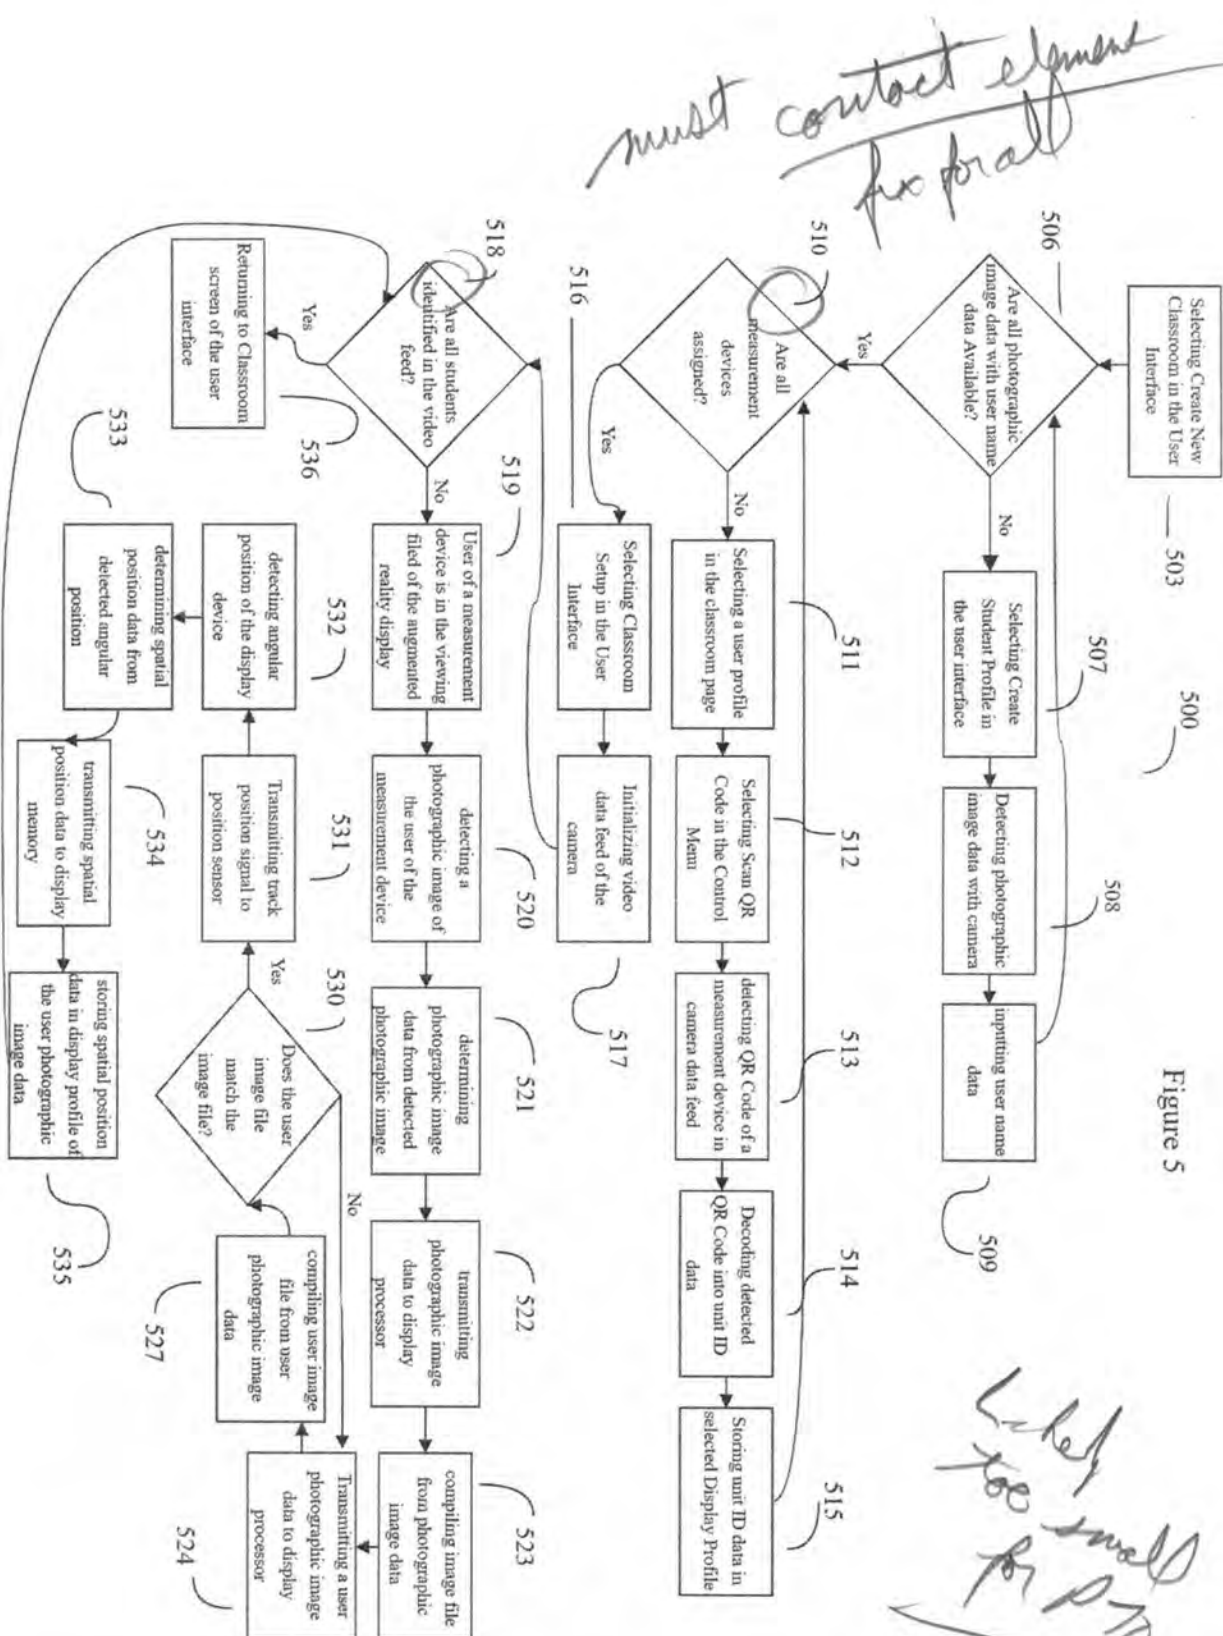 must contact element
fix for all
Likely
too small
for
Figure 5
500
Selecting Create New
Classroom in the User
Interface
503
506
Are all photographic
image data with user name
data Available?
No
Yes
507
Selecting Create
Student Profile in
the user interface
508
Detecting photographic
image data with camera
inputting user name
data
509
510
Are all
measurement
devices
assigned?
No
Yes
511
Selecting a user profile
in the classroom page
512
Selecting Scan QR
Code in the Control
Menu
513
detecting QR Code of a
measurement device in
camera data feed
514
Decoding detected
QR Code into unit ID
data
515
Storing unit ID data in
selected Display Profile
516
Selecting Classroom
Setup in the User
Interface
Initializing video
data feed of the
camera
517
518
Are all students
identified in the video
feed?
No
Yes
Returning to Classroom
screen of the user
interface
536
519
User of a measurement
device is in the viewing
filed of the augmented
reality display
520
detecting a
photographic image of
the user of the
measurement device
521
determining
photographic image
data from detected
photographic image
522
transmitting
photographic image
data to display
processor
523
compiling image file
from photographic
image data
Transmitting a user
photographic image
data to display
processor
524
compiling user image
file from user
photographic image
data
527
530
Does the user
image file
match the
image file?
No
Yes
531
Transmitting track
position signal to
position sensor
532
detecting angular
position of the display
device
533
determining spatial
position data from
detected angular
position
534
transmitting spatial
position data to display
memory
storing spatial position
data in display profile of
the user photographic
image data
535